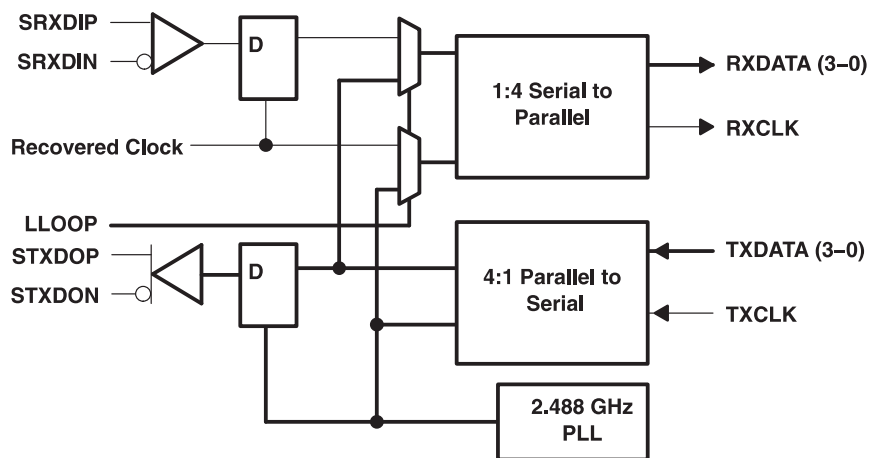 SRXDIP
SRXDIN
D
1:4 Serial to
Parallel
RXDATA (3–0)
RXCLK
Recovered Clock
LLOOP
STXDOP
STXDON
D
4:1 Parallel to
Serial
TXDATA (3–0)
TXCLK
2.488 GHz
PLL